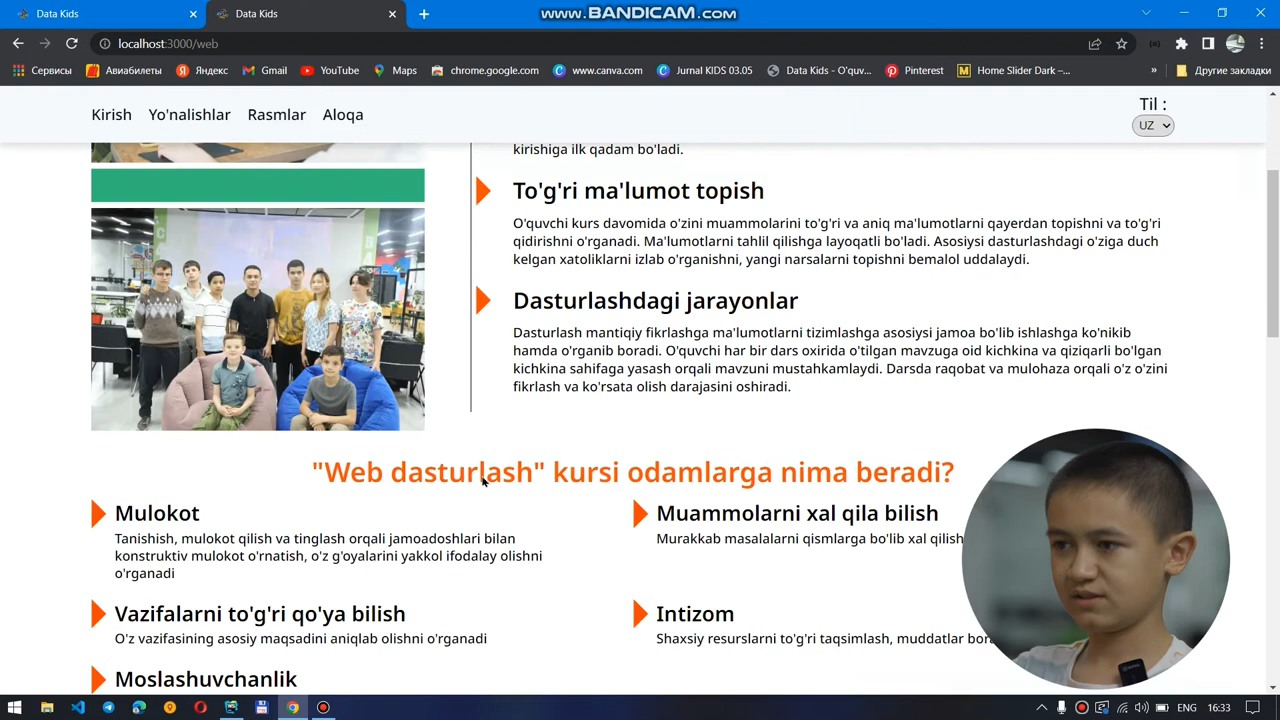 Data Kids
Data Kids
www.BANDICAM.com
localhost:3000/web
Сервисы
Авиабилеты
Яндекс
Gmail
YouTube
Maps
chrome.google.com
www.canva.com
Jurnal KIDS 03.05
Data Kids - O'quv...
Pinterest
Home Slider Dark –...
»
Другие закладки
Kirish Yo'nalishlar Rasmlar Aloqa
Til :
UZ
kirishiga ilk qadam bo'ladi.
To'g'ri ma'lumot topish
O'quvchi kurs davomida o'zini muammolarini to'g'ri va aniq ma'lumotlarni qayerdan topishni va to'g'ri
qidirishni o'rganadi. Ma'lumotlarni tahlil qilishga layoqatli bo'ladi. Asosiysi dasturlashdagi o'ziga duch
kelgan xatoliklarni izlab o'rganishni, yangi narsalarni topishni bemalol uddalaydi.
Dasturlashdagi jarayonlar
Dasturlash mantiqiy fikrlashga ma'lumotlarni tizimlashga asosiysi jamoa bo'lib ishlashga ko'nikib
hamda o'rganib boradi. O'quvchi har bir dars oxirida o'tilgan mavzuga oid kichkina va qiziqarli bo'lgan
kichkina sahifaga yasash orqali mavzuni mustahkamlaydi. Darsda raqobat va mulohaza orqali o'z o'zini
fikrlash va ko'rsata olish darajasini oshiradi.
"Web dasturlash" kursi odamlarga nima beradi?
Mulokot
Tanishish, mulokot qilish va tinglash orqali jamoadoshlari bilan
konstruktiv mulokot o'rnatish, o'z g'oyalarini yakkol ifodalay olishni
o'rganadi
Muammolarni xal qila bilish
Murakkab masalalarni qismlarga bo'lib xal qilish
Vazifalarni to'g'ri qo'ya bilish
O'z vazifasining asosiy maqsadini aniqlab olishni o'rganadi
Intizom
Shaxsiy resurslarni to'g'ri taqsimlash, muddatlar
Moslashuvchanlik
ENG
16:33